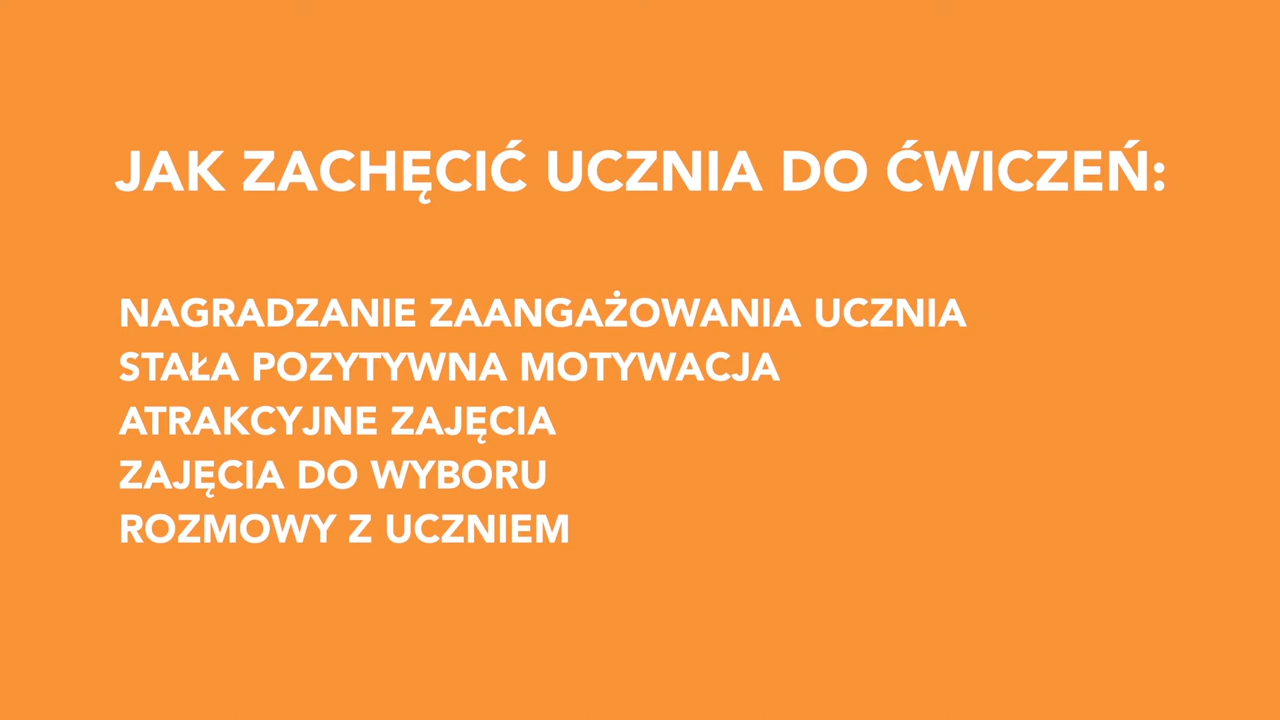 JAK ZACHĘCIĆ UCZNIA DO ĆWICZEŃ:
NAGRADZANIE ZAANGAŻOWANIA UCZNIA
STAŁA POZYTYWNA MOTYWACJA
ATRAKCYJNE ZAJĘCIA
ZAJĘCIA DO WYBORU
ROZMOWY Z UCZNIEM